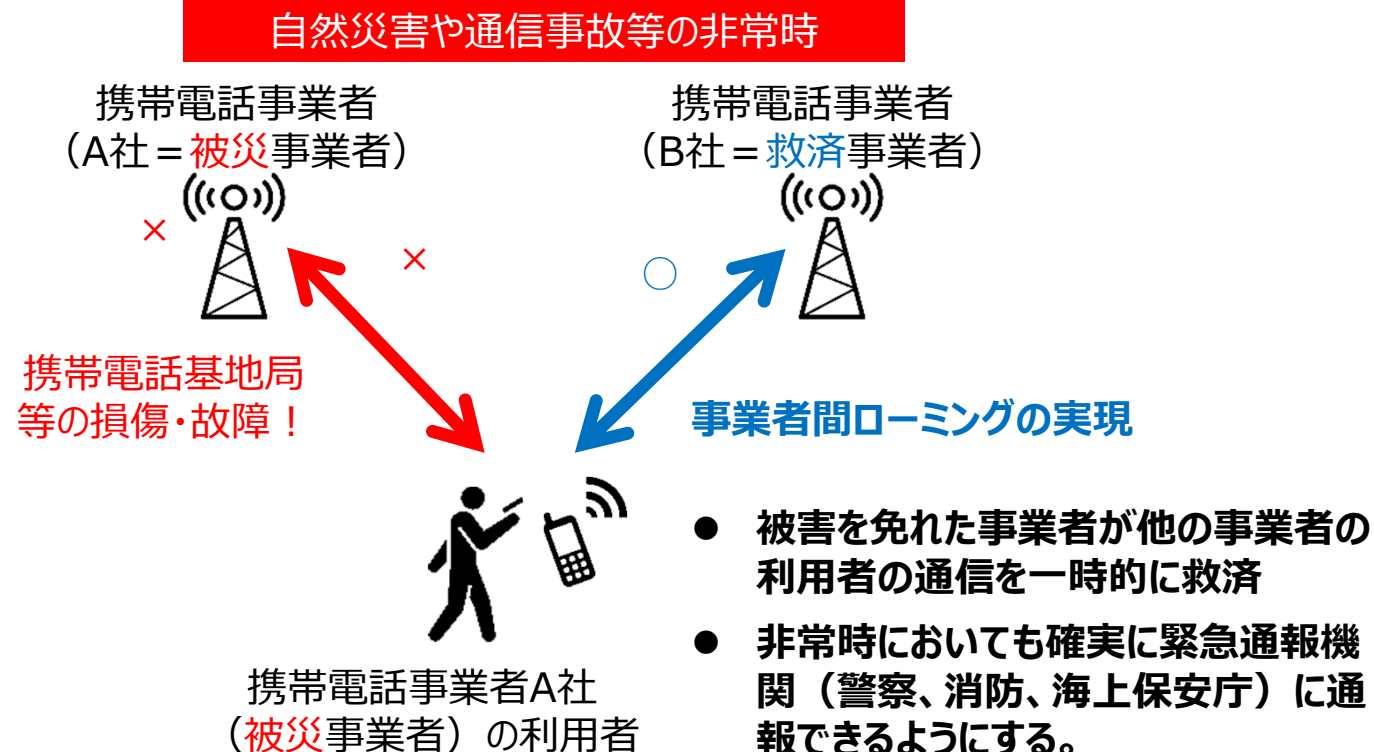 自然災害や通信事故等の非常時
携帯電話事業者
（A社＝被災事業者）
携帯電話事業者
（B社＝救済事業者）
×
×
○
携帯電話基地局
等の損傷・故障！
事業者間ローミングの実現
● 被害を免れた事業者が他の事業者の
利用者の通信を一時的に救済
● 非常時においても確実に緊急通報機
関（警察、消防、海上保安庁）に通
報できるようにする。
携帯電話事業者A社
（被災事業者）の利用者